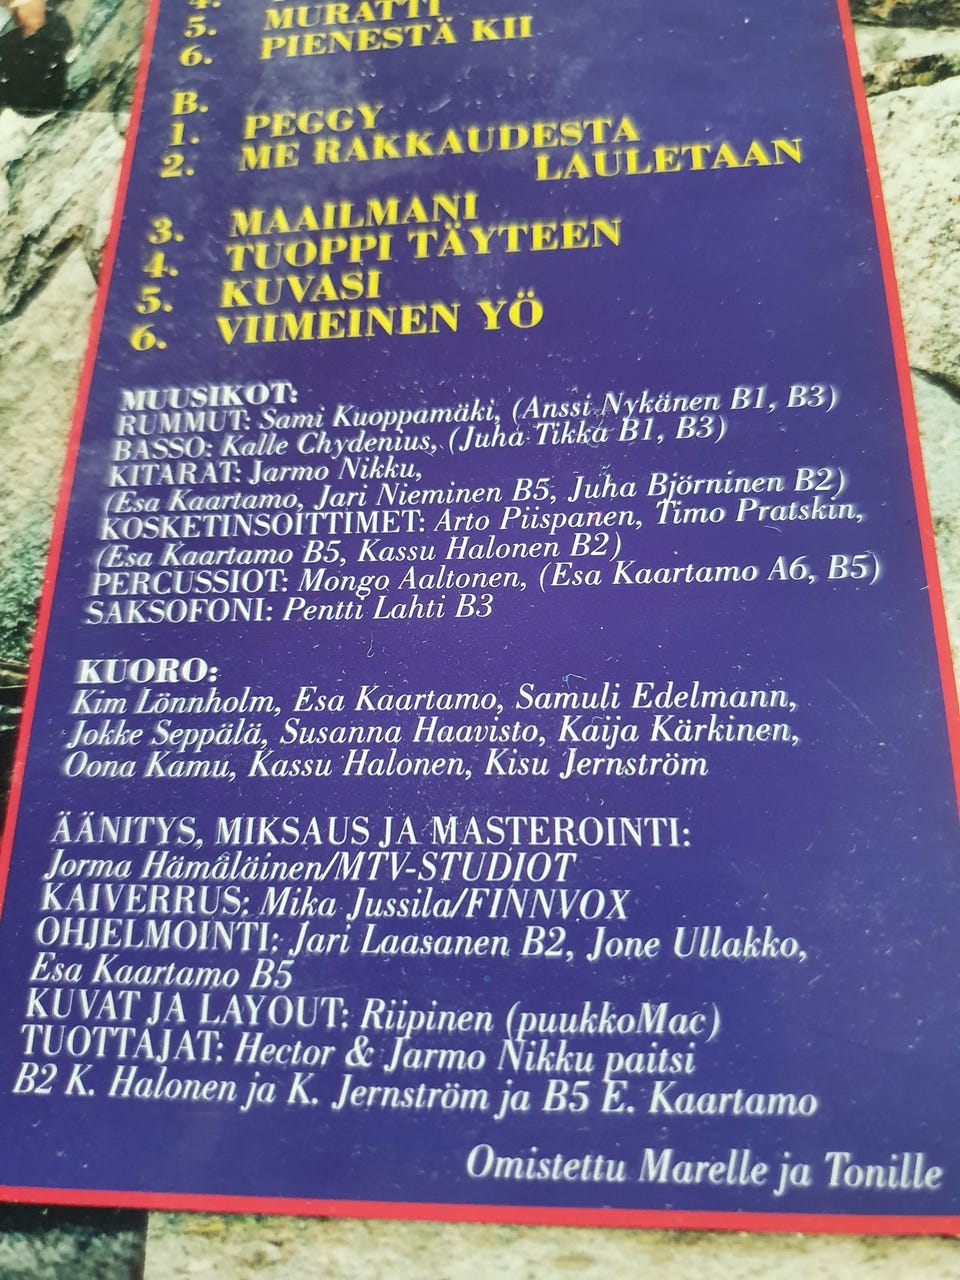 5. MURATTI
6. PIENESTÄ KII
B.
1. PEGGY
2. ME RAKKAUDESTA
LAULETAAN
3. MAAILMANI
4. TUOPPI TÄYTEEN
5. KUVASI
6. VIIMEINEN YÖ
MUUSIKOT:
RUMMUT: Sami Kuoppamäki, (Anssi Nykänen B1, B3)
BASSO: Kalle Chydenius, (Juha Tikka B1, B3)
KITARAT: Jarmo Nikku,
(Esa Kaartamo, Jari Nieminen B5, Juha Björninen B2)
KOSKETINSOITTIMET: Arto Piispanen, Timo Pratskin,
(Esa Kaartamo B5, Kassu Halonen B2)
PERCUSSIOT: Mongo Aaltonen, (Esa Kaartamo A6, B5)
SAKSOFONI: Pentti Lahti B3
KUORO:
Kim Lönnholm, Esa Kaartamo, Samuli Edelmann,
Jokke Seppälä, Susanna Haavisto, Kaija Kärkinen,
Oona Kamu, Kassu Halonen, Kisu Jernström
ÄÄNITYS, MIKSAUS JA MASTEROINTI:
Jorma Hämäläinen/MTV-STUDIOT
KAIVERRUS: Mika Jussila/FINNVOX
OHJELMOINTI: Jari Laasanen B2, Jone Ullakko,
Esa Kaartamo B5
KUVAT JA LAYOUT: Riipinen (puukkoMac)
TUOTTAJAT: Hector & Jarmo Nikku paitsi
B2 K. Halonen ja K. Jernström ja B5 E. Kaartamo
Omistettu Marelle ja Tonille